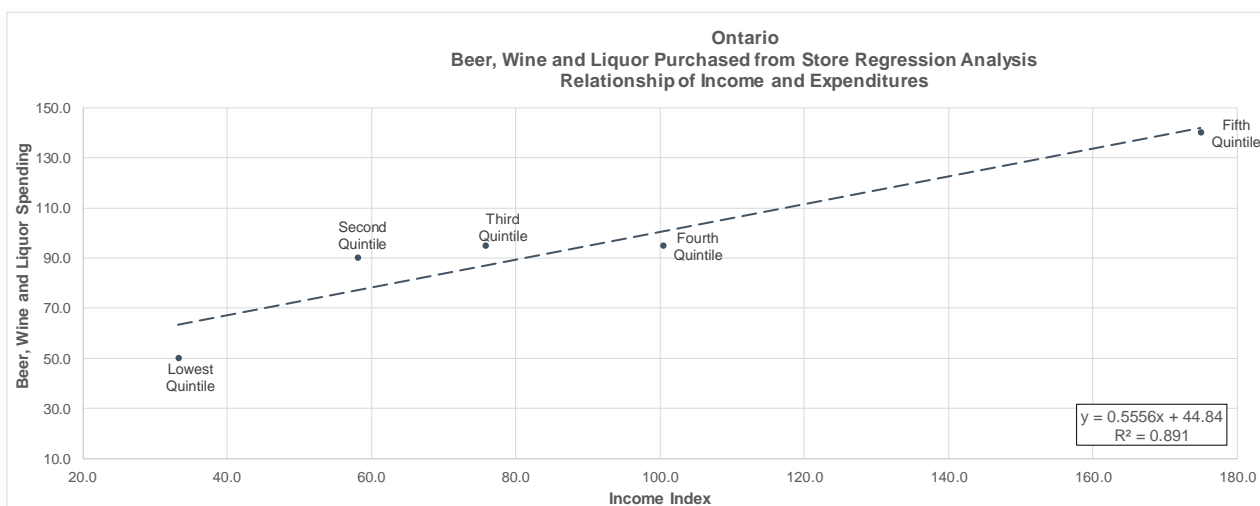 Ontario
Beer, Wine and Liquor Purchased from Store Regression Analysis
Relationship of Income and Expenditures
150.0
130.0
110.0
90.0
70.0
50.0
30.0
10.0
Beer, Wine and Liquor Spending
Lowest
Quintile
Second
Quintile
Third
Quintile
Fourth
Quintile
Fifth
Quintile
y = 0.5556x + 44.84
R² = 0.891
20.0 40.0 60.0 80.0 100.0 120.0 140.0 160.0 180.0
Income Index